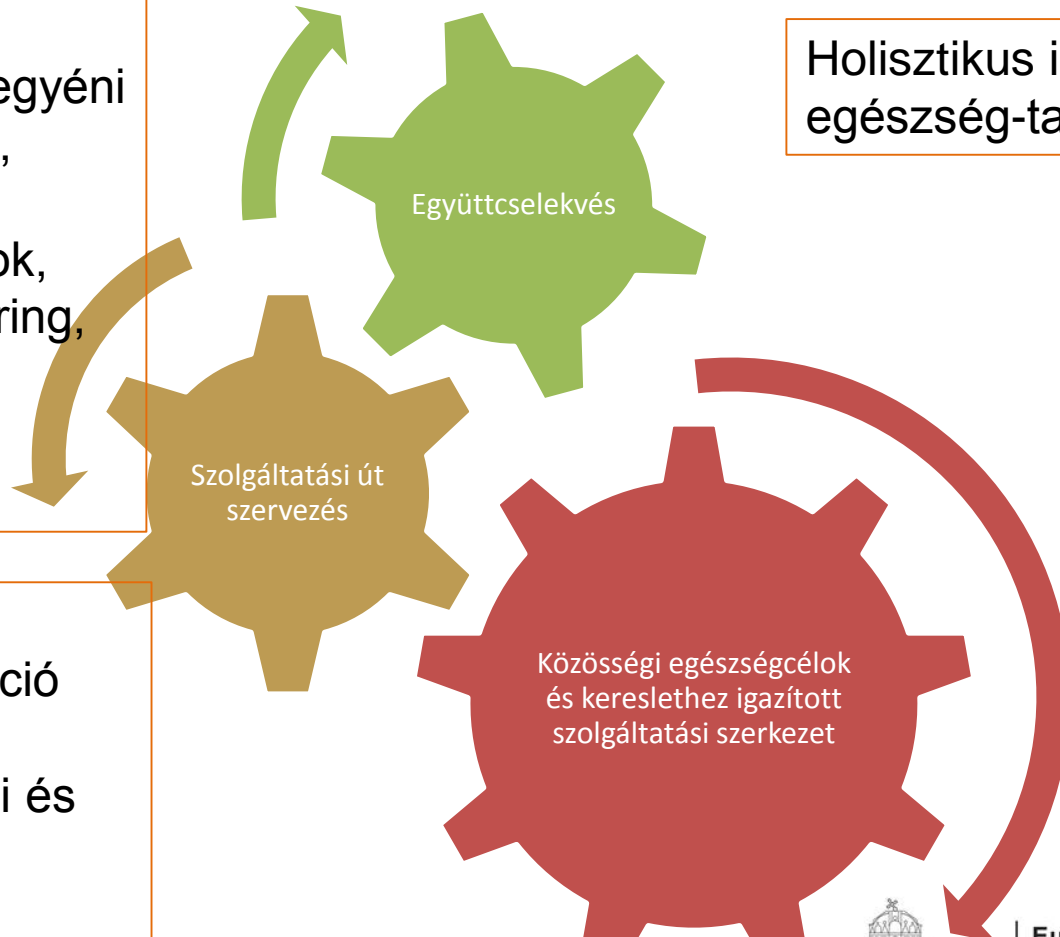 egyéni
,
ok,
ring,
Együttcselekvés
Holisztikus i
egészség-ta
Szolgáltatási út
szervezés
ció
i és
Közösségi egészségcélok
és kereslethez igazított
szolgáltatási szerkezet